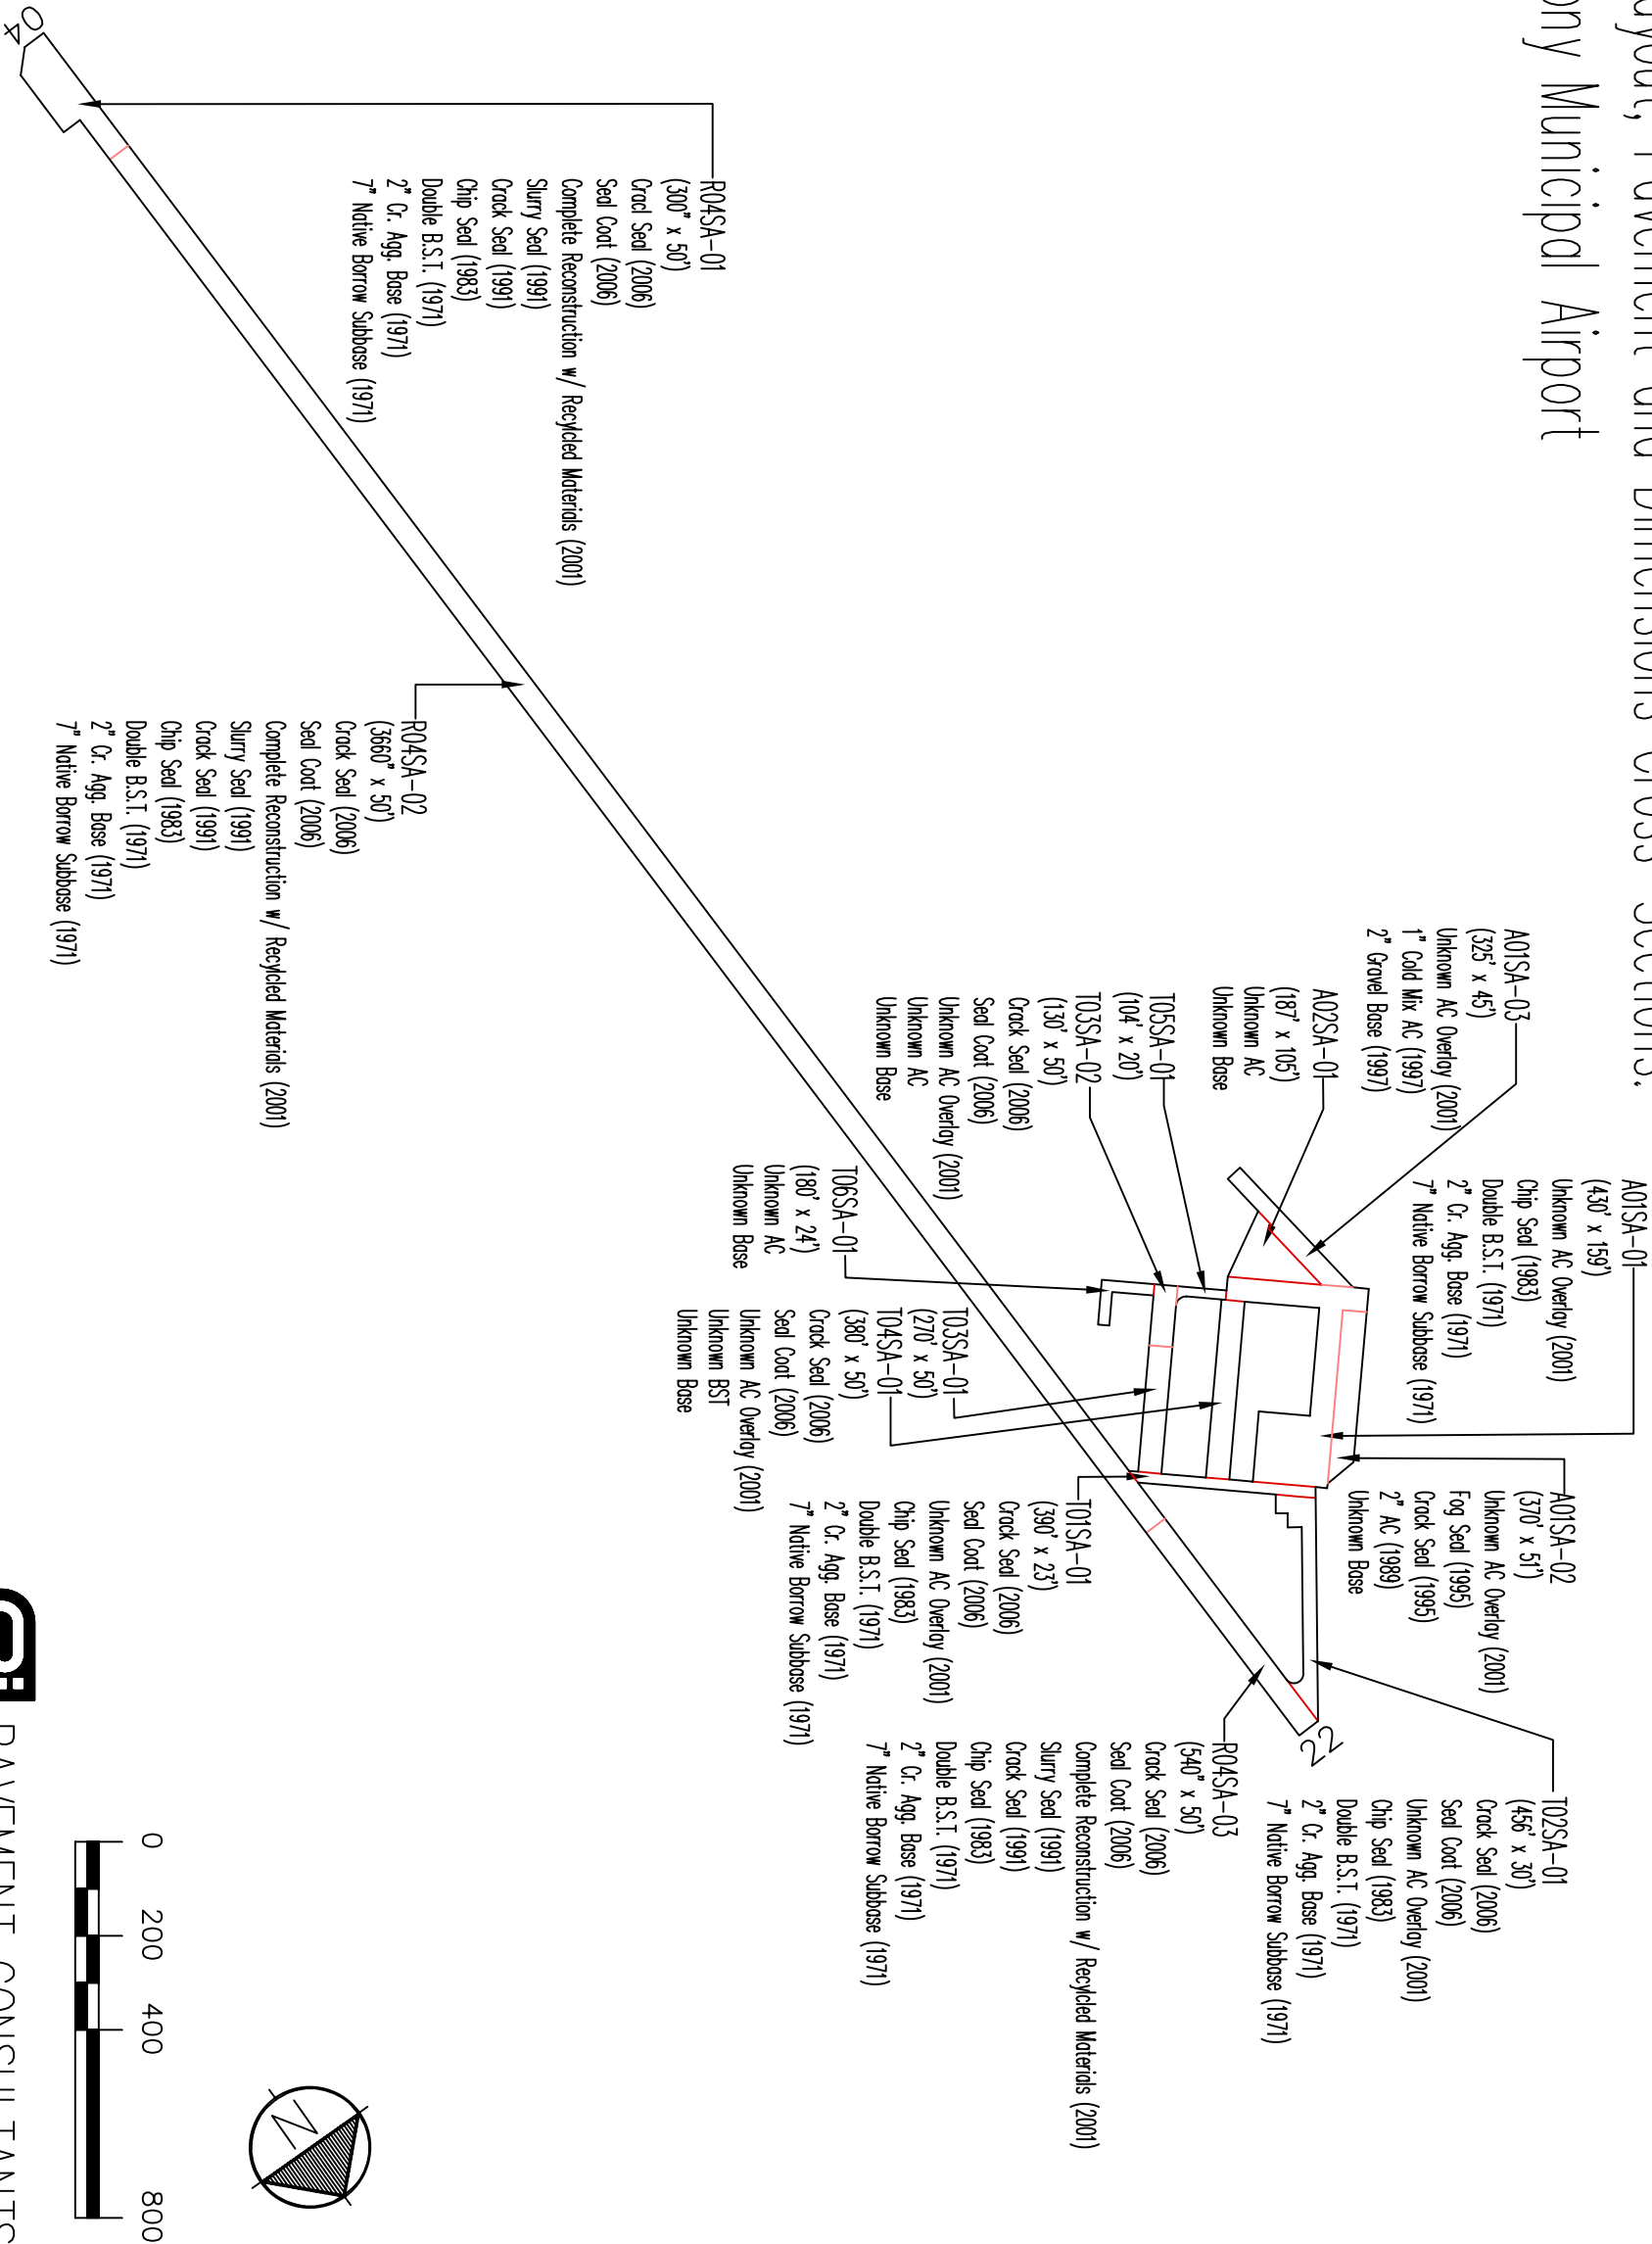 ayout, Pavement and Dimensions Cross Sections.
ony Municipal Airport
A01SA-01
(430' x 159')
Unknown AC Overlay (2001)
Chip Seal (1983)
Double B.S.T. (1971)
2" Cr. Agg. Base (1971)
7" Native Borrow Subbase (1971)
A01SA-03
(325' x 45')
Unknown AC Overlay (2001)
1" Cold Mix AC (1997)
2" Gravel Base (1997)
A02SA-01
(187' x 105')
Unknown AC
Unknown Base
T05SA-01
(104' x 20')
T03SA-02
(130' x 50')
Crack Seal (2006)
Seal Coat (2006)
Unknown AC Overlay (2001)
Unknown AC
Unknown Base
T06SA-01
(180' x 24')
Unknown AC
Unknown Base
T03SA-01
(270' x 50')
T04SA-01
(380' x 50')
Crack Seal (2006)
Seal Coat (2006)
Unknown AC Overlay (2001)
Unknown BST
Unknown Base
A01SA-02
(370' x 51')
Unknown AC Overlay (2001)
Fog Seal (1995)
Crack Seal (1995)
2" AC (1989)
Unknown Base
T01SA-01
(390' x 23')
Crack Seal (2006)
Seal Coat (2006)
Unknown AC Overlay (2001)
Chip Seal (1983)
Double B.S.T. (1971)
2" Cr. Agg. Base (1971)
7" Native Borrow Subbase (1971)
T02SA-01
(456' x 30')
Crack Seal (2006)
Seal Coat (2006)
Unknown AC Overlay (2001)
Chip Seal (1983)
Double B.S.T. (1971)
2" Cr. Agg. Base (1971)
7" Native Borrow Subbase (1971)
22
R04SA-03
(540" x 50')
Crack Seal (2006)
Seal Coat (2006)
Complete Reconstruction w/ Recylcled Materials (2001)
Slurry Seal (1991)
Crack Seal (1991)
Chip Seal (1983)
Double B.S.T. (1971)
2" Cr. Agg. Base (1971)
7" Native Borrow Subbase (1971)
R04SA-01
(300" x 50')
Cracl Seal (2006)
Seal Coat (2006)
Complete Reconstruction w/ Recylcled Materials (2001)
Slurry Seal (1991)
Crack Seal (1991)
Chip Seal (1983)
Double B.S.T. (1971)
2" Cr. Agg. Base (1971)
7" Native Borrow Subbase (1971)
R04SA-02
(3660" x 50')
Crack Seal (2006)
Seal Coat (2006)
Complete Reconstruction w/ Recylcled Materials (2001)
Slurry Seal (1991)
Crack Seal (1991)
Chip Seal (1983)
Double B.S.T. (1971)
2" Cr. Agg. Base (1971)
7" Native Borrow Subbase (1971)
04
N
0 200 400 800
PAVEMENT CONSULTANTS